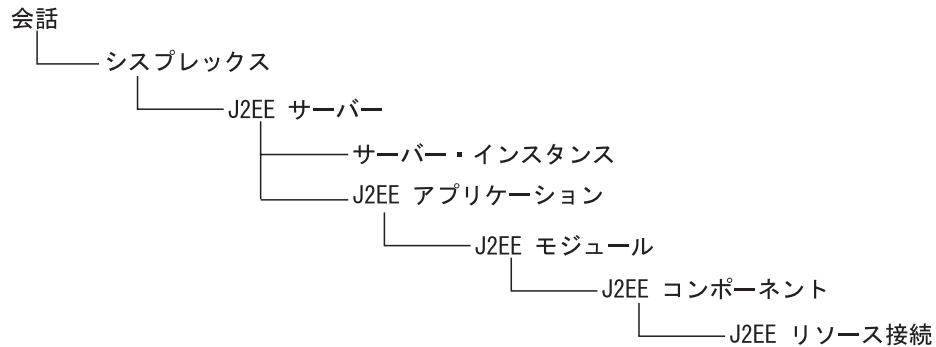 会話
シスプレックス
J2EE サーバー
サーバー・インスタンス
J2EE アプリケーション
J2EE モジュール
J2EE コンポーネント
J2EE リソース接続